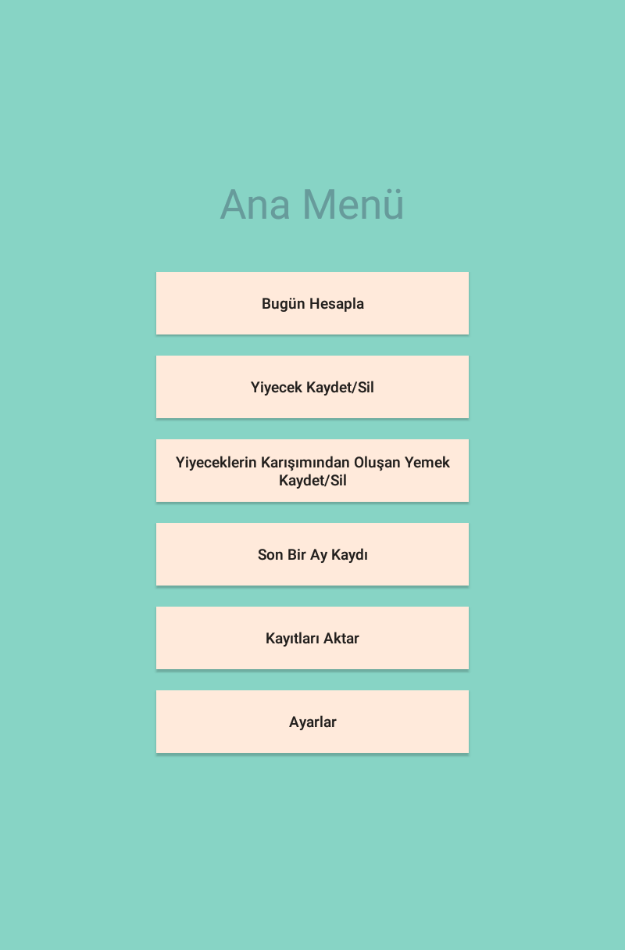 Ana Menü
Bugün Hesapla
Yiyecek Kaydet/Sil
Yiyeceklerin Karışımından Oluşan Yemek
Kaydet/Sil
Son Bir Ay Kaydı
Kayıtları Aktar
Ayarlar